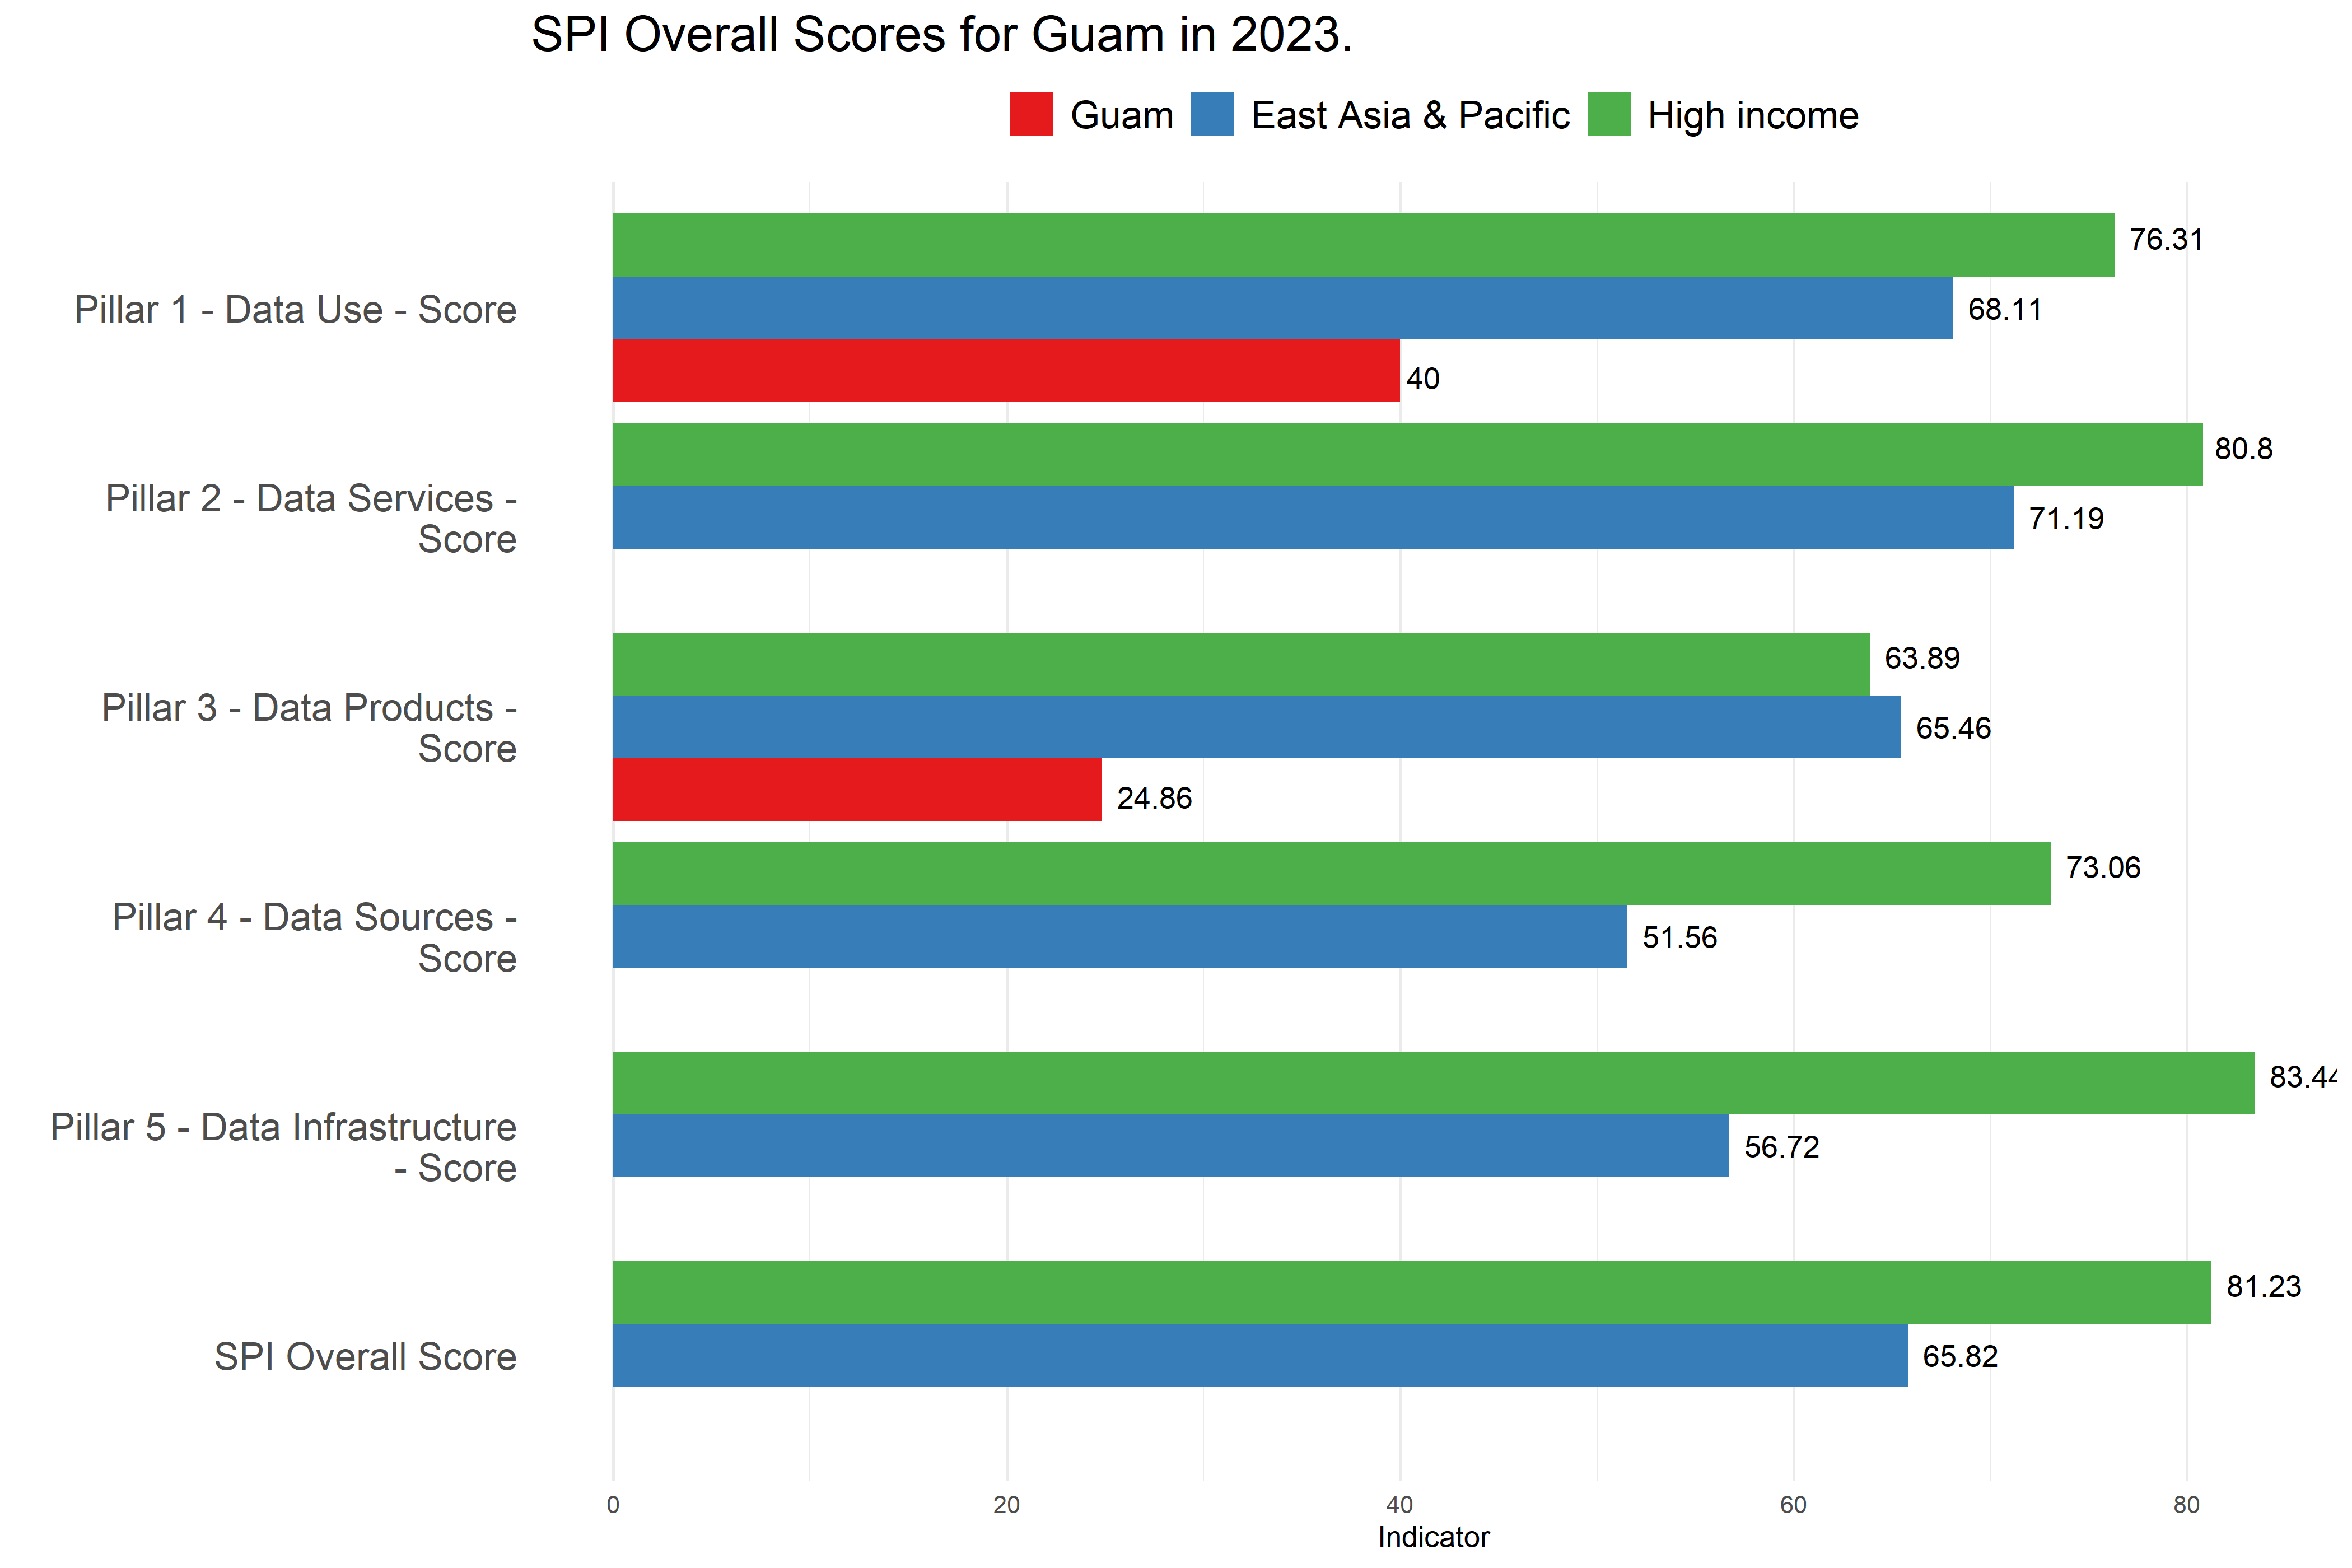 SPI Overall Scores for Guam in 2023.
Guam East Asia & Pacific High income
76.31
Pillar 1 - Data Use - Score
68.11
40
80.8
Pillar 2 - Data Services -
Score
71.19
63.89
Pillar 3 - Data Products -
Score
65.46
24.86
73.06
Pillar 4 - Data Sources -
Score
51.56
83.44
Pillar 5 - Data Infrastructure
- Score
56.72
81.23
SPI Overall Score
65.82
0 20 40 60 80
Indicator